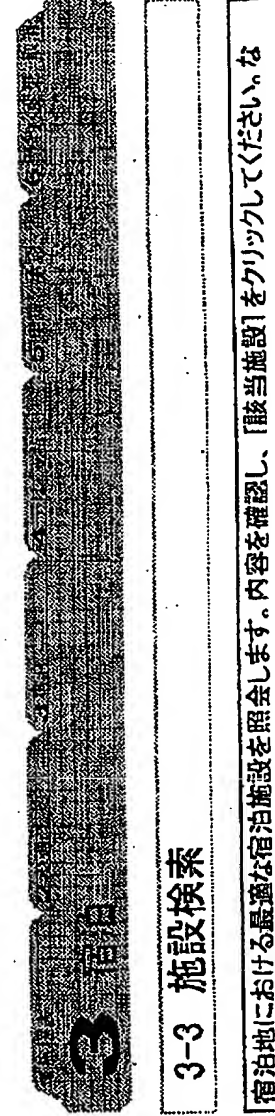 3 宿泊
3-3 施設検索
宿泊地における最適な宿泊施設を照会します。内容を確認し、[該当施設]をクリックしてください。な